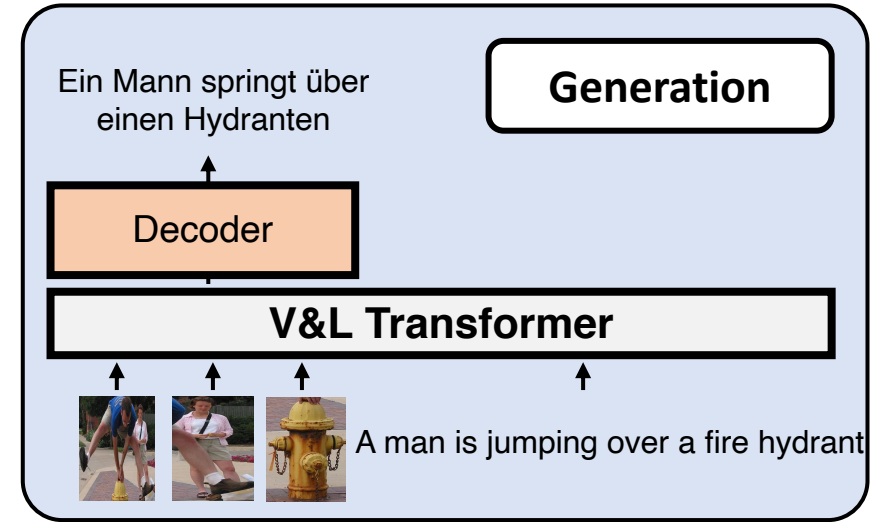 Ein Mann springt über
einen Hydranten
Generation
Decoder
V&L Transformer
A man is jumping over a fire hydrant